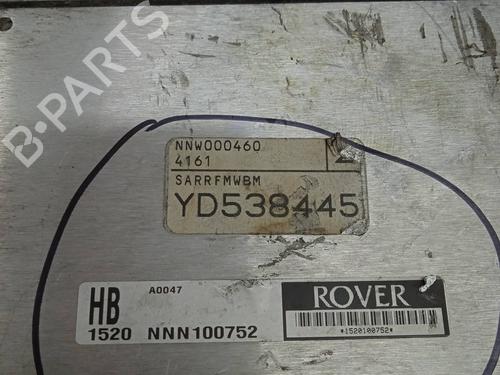 B-PARTS
NNW000460
4161
SARRFMWBM
YD538445
HB A0047
1520 NNN100752
ROVER
*1520100752*